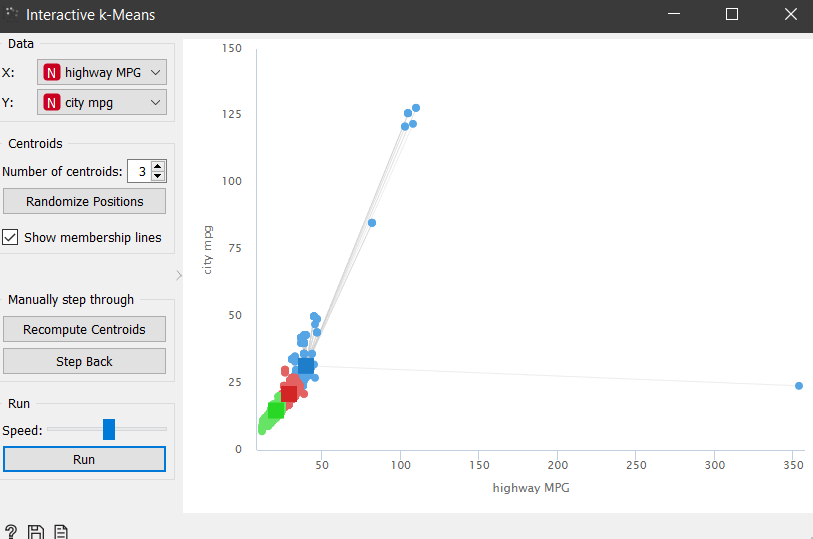 Interactive k-Means
Data
X: N highway MPG
Y: N city mpg
Centroids
Number of centroids: 3
Randomize Positions
Show membership lines
Manually step through
Recompute Centroids
Step Back
Run
Speed:
Run
?
150
125
100
75
50
25
0
city mpg
50 100 150 200 250 300 350
highway MPG